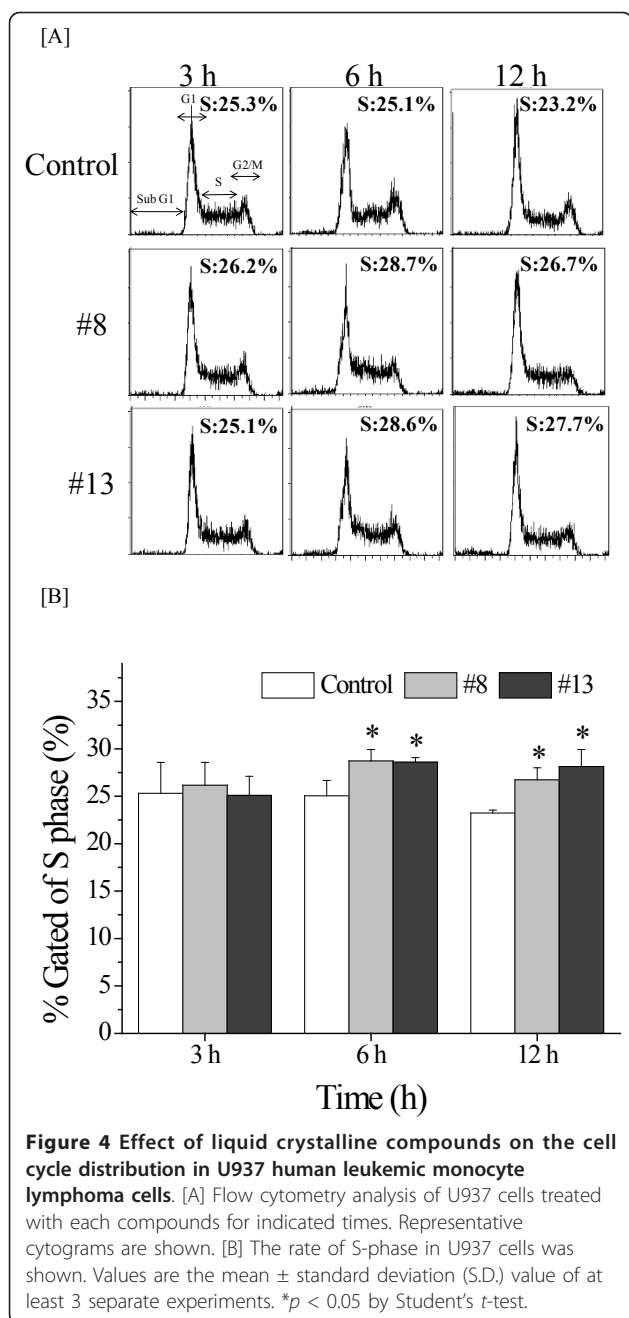 [A]
3 h 6 h 12 h
Control
G1
S:25.3%
Sub G1
S
G2/M
S:25.1%
S:23.2%
#8
S:26.2%
S:28.7%
S:26.7%
#13
S:25.1%
S:28.6%
S:27.7%
[B]
Control #8 #13
% Gated of S phase (%)
35
30
25
20
15
10
5
0
* *
* *
3 h 6 h 12 h
Time (h)
Figure 4 Effect of liquid crystalline compounds on the cell
cycle distribution in U937 human leukemic monocyte
lymphoma cells. [A] Flow cytometry analysis of U937 cells treated
with each compounds for indicated times. Representative
cytograms are shown. [B] The rate of S-phase in U937 cells was
shown. Values are the mean ± standard deviation (S.D.) value of at
least 3 separate experiments. *p < 0.05 by Student's t-test.